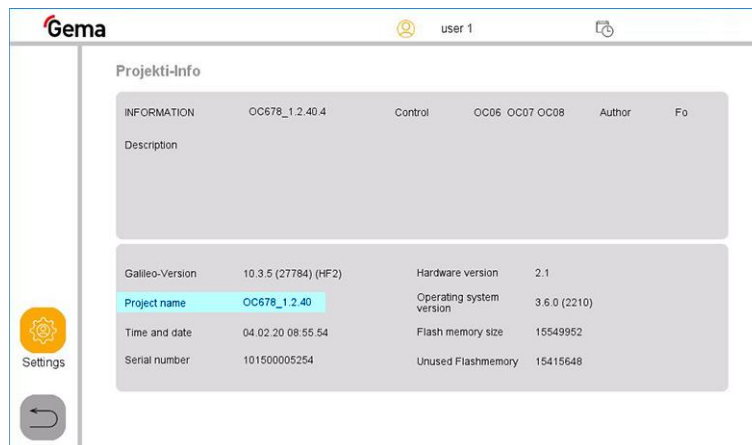 Gema
user 1
Projekti-Info
INFORMATION OC678_1.2.40.4 Control OC06 OC07 OC08 Author Fo
Description
Galileo-Version 10.3.5 (27784) (HF2) Hardware version 2.1
Project name OC678_1.2.40 Operating system version 3.6.0 (2210)
Time and date 04.02.20 08:55.54 Flash memory size 15549952
Serial number 101500005254 Unused Flashmemory 15415648
Settings